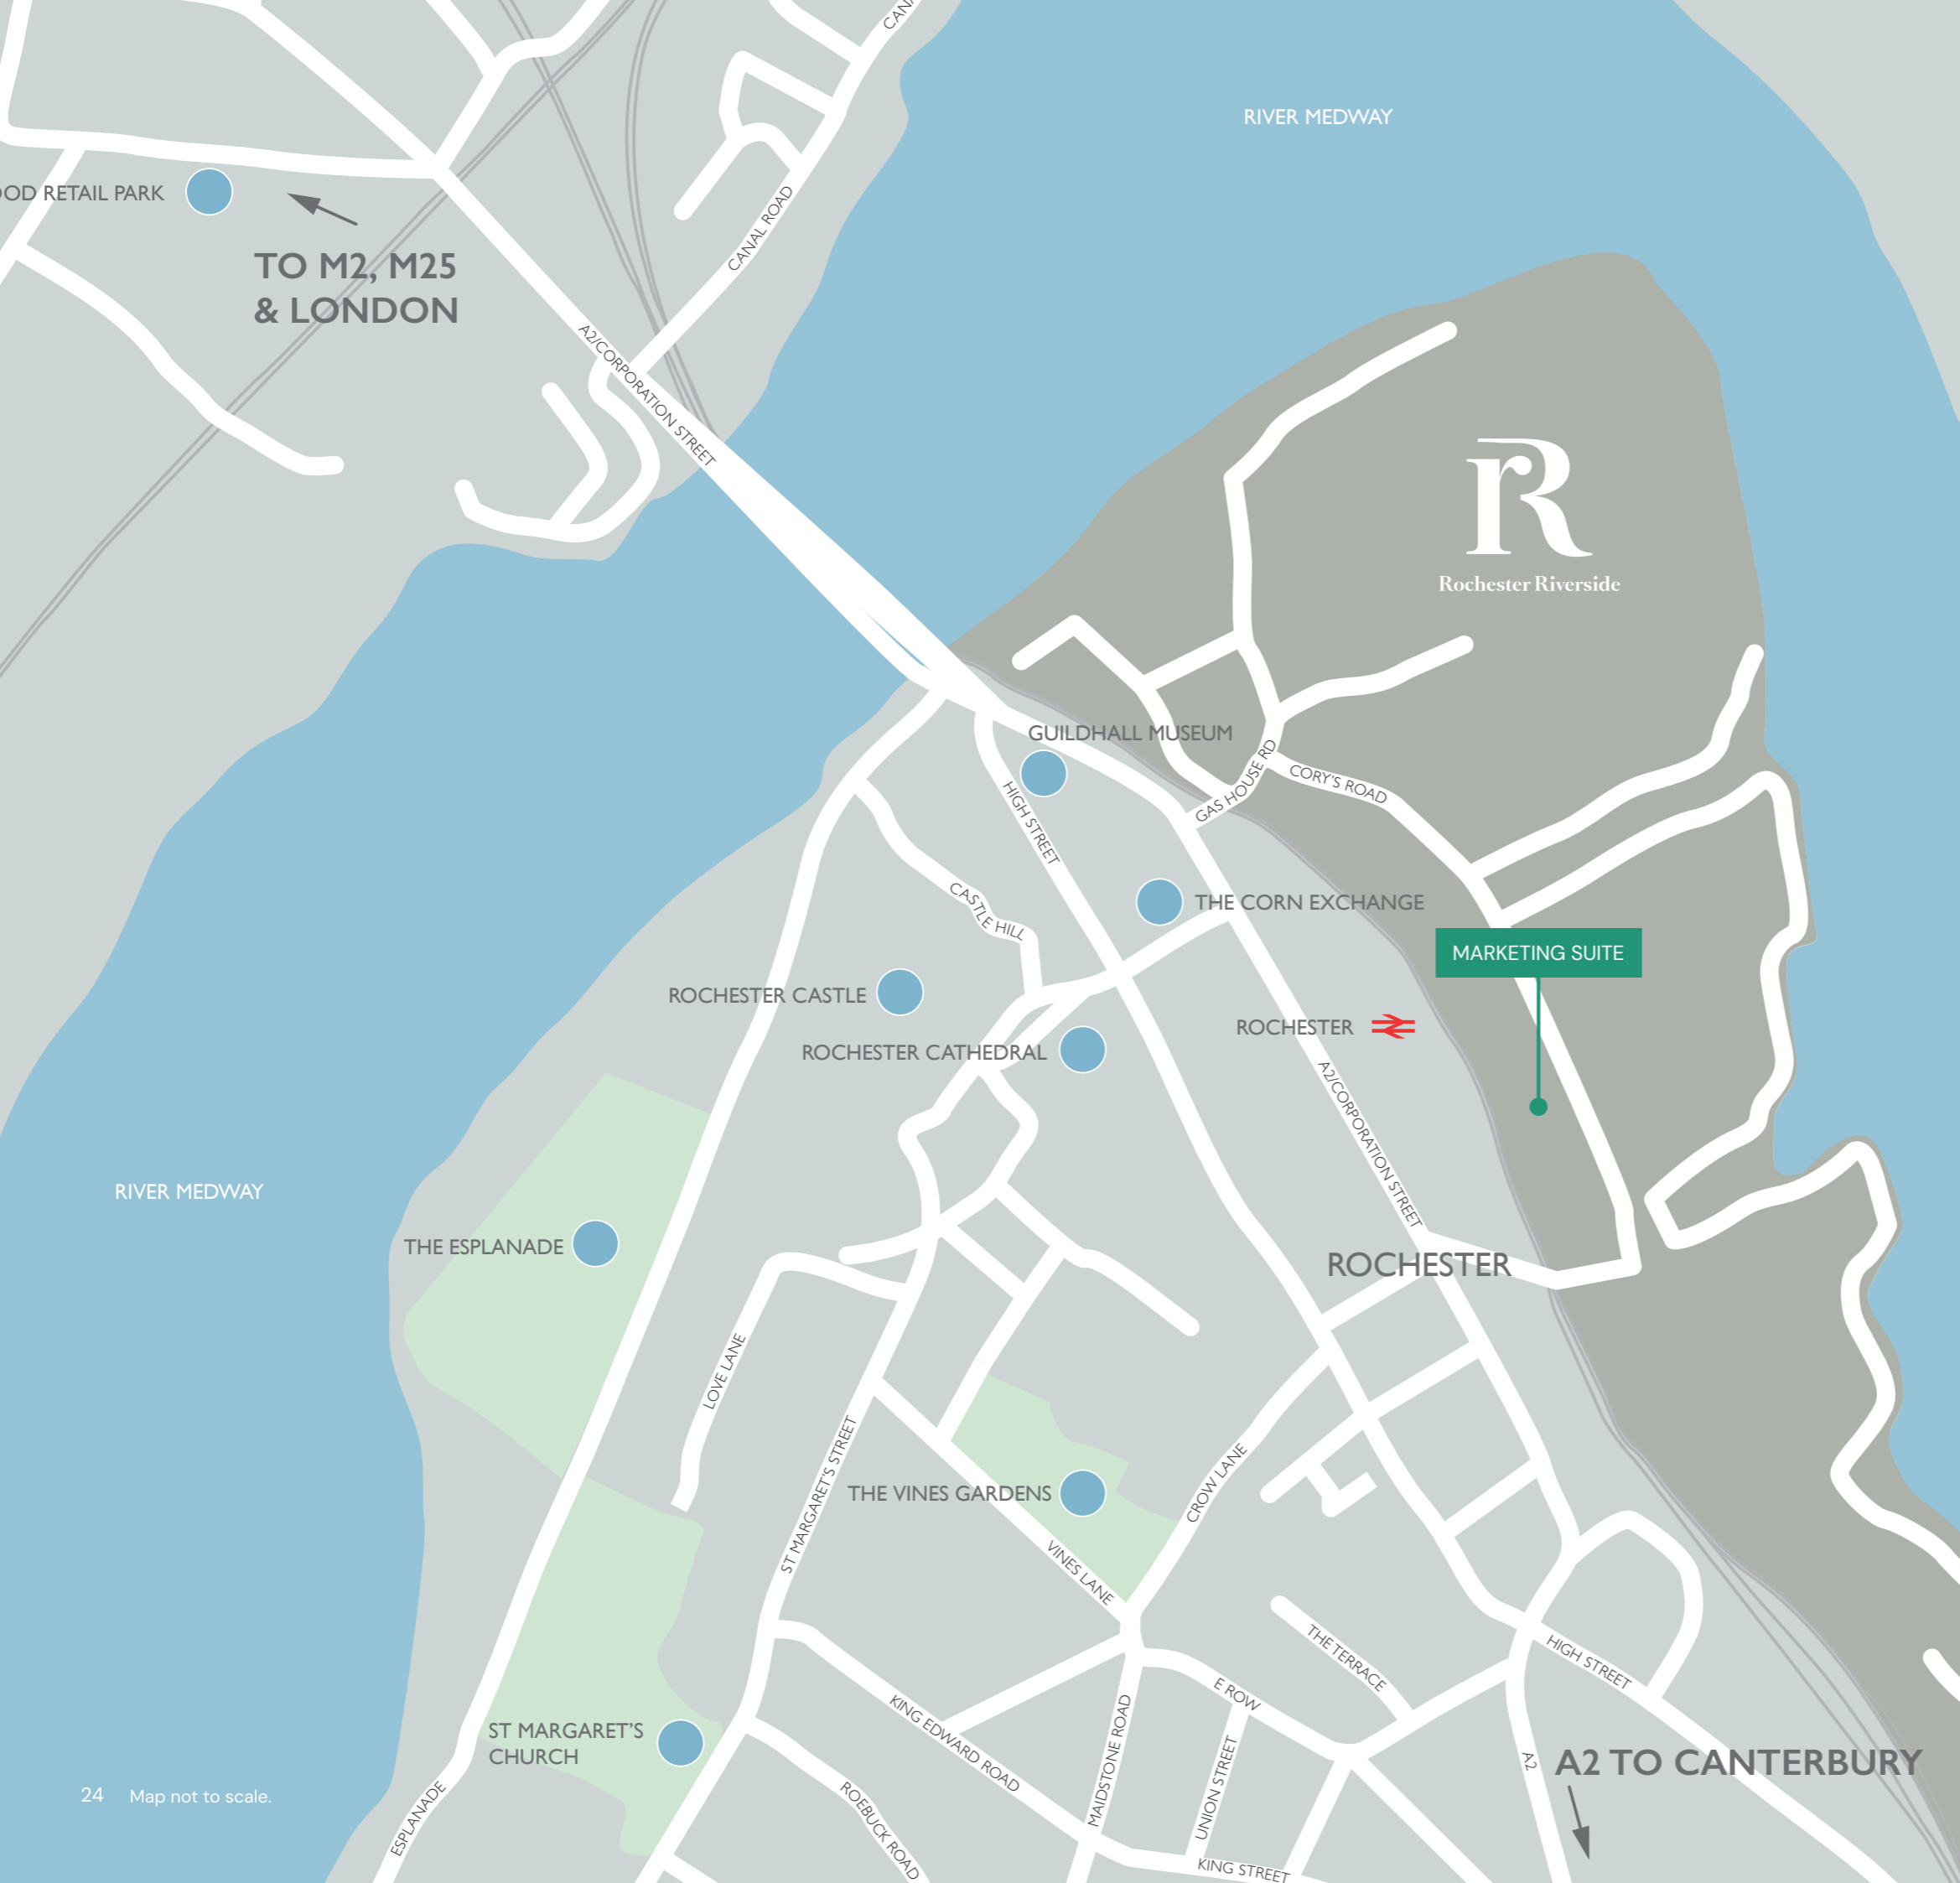 CANA
RIVER MEDWAY
OOD RETAIL PARK
CANAL ROAD
TO M2, M25
& LONDON
A2/CORPORATION STREET
R
Rochester Riverside
GUILDHALL MUSEUM
GAS HOUSE RD
CORY'S ROAD
HIGH STREET
CASTLE HILL
THE CORN EXCHANGE
MARKETING SUITE
ROCHESTER CASTLE
ROCHESTER
ROCHESTER CATHEDRAL
A2/CORPORATION STREET
RIVER MEDWAY
THE ESPLANADE
ROCHESTER
LOVE LANE
ST MARGARET'S STREET
CROW LANE
THE VINES GARDENS
VINES LANE
THE TERRACE
HIGH STREET
E ROW
KING EDWARD ROAD
MAIDSTONE ROAD
UNION STREET
ST MARGARET'S
CHURCH
A2
A2 TO CANTERBURY
24 Map not to scale.
ESPLANADE
ROEBUCK ROAD
KING STREET